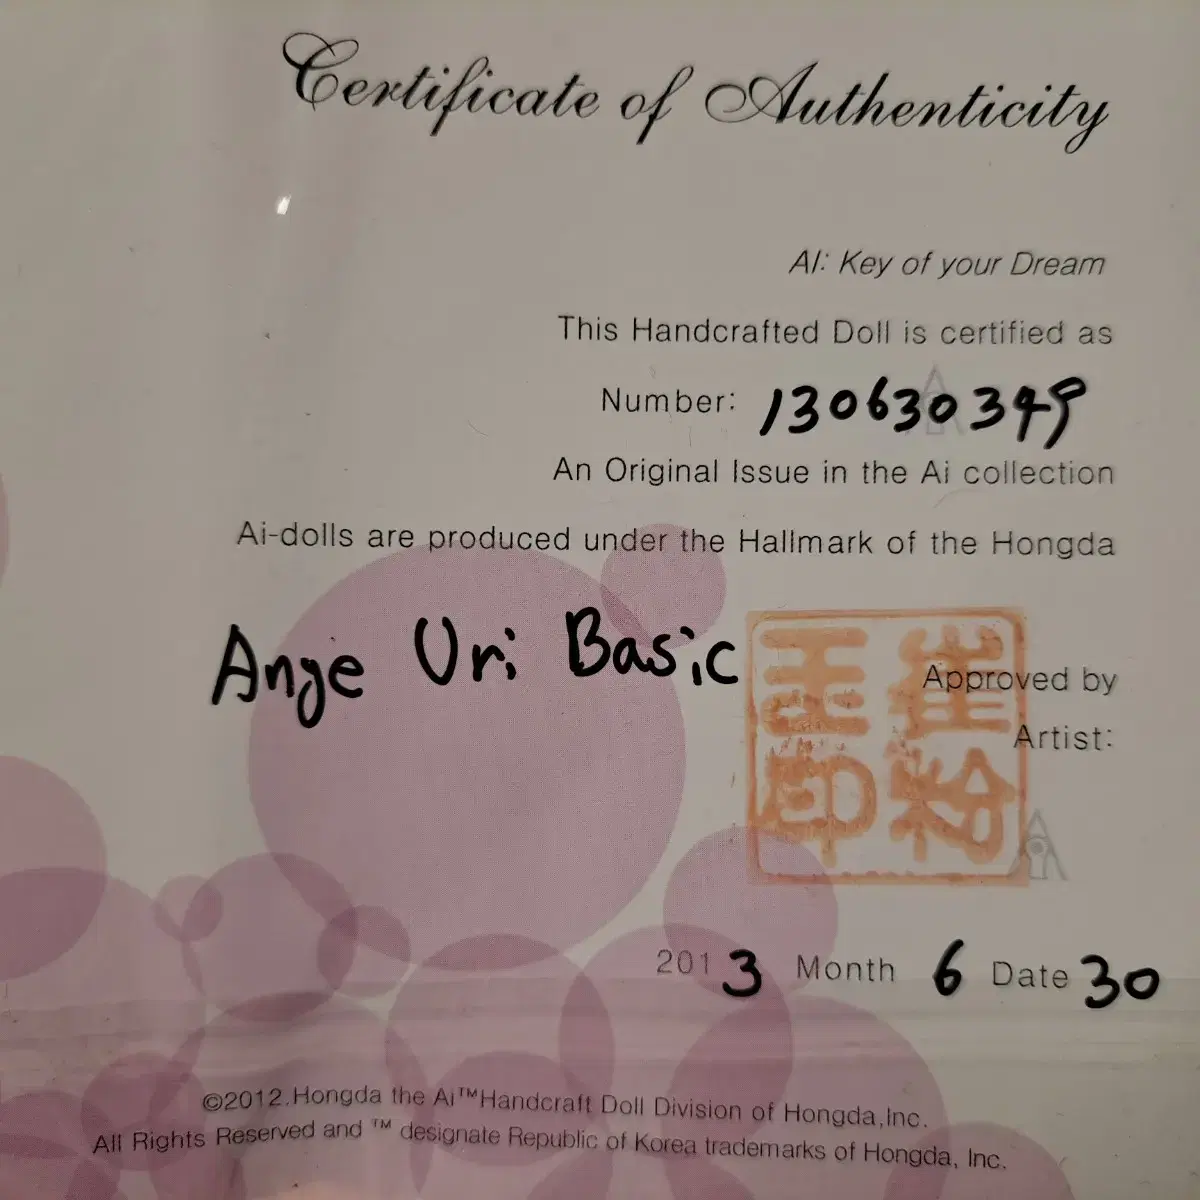 Certificate of Authenticity
AI: Key of your Dream
This Handcrafted Doll is certified as
Number: 130630349
An Original Issue in the Ai collection
Ai-dolls are produced under the Hallmark of the Hongda
Ange Uri Basic
Approved by
Artist:
2013 Month 6 Date 30
©2012.Hongda the Ai™Handcraft Doll Division of Hongda,Inc.
All Rights Reserved and ™ designate Republic of Korea trademarks of Hongda, Inc.